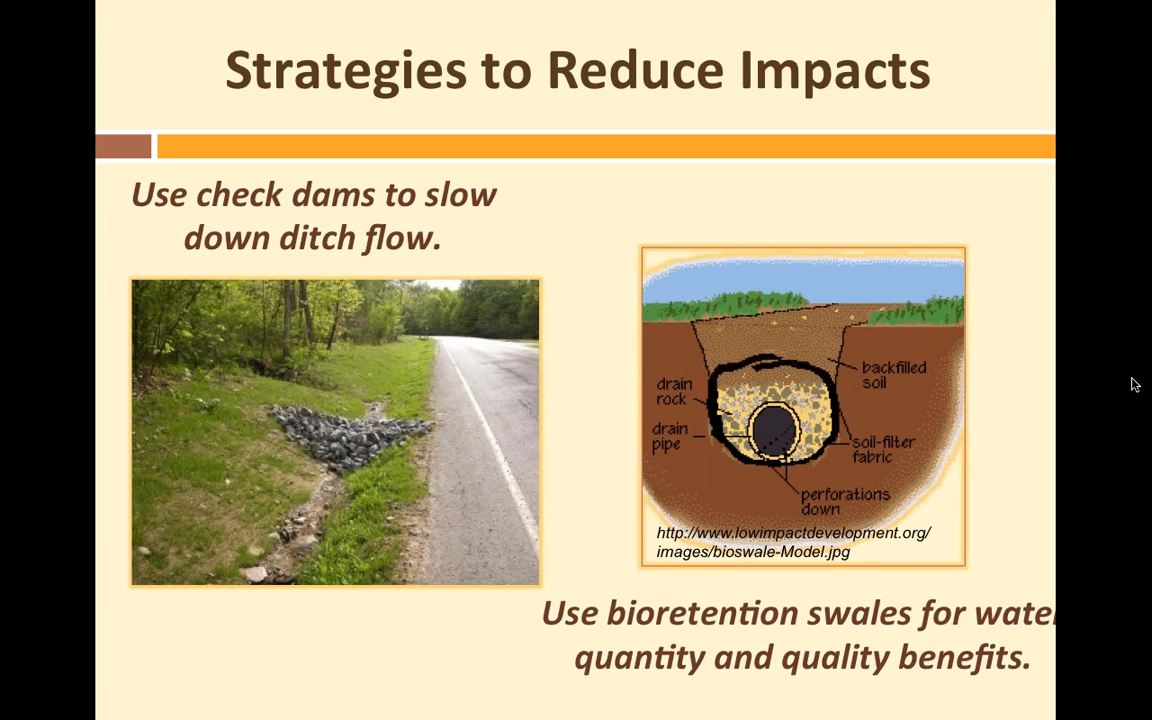 Strategies to Reduce Impacts
Use check dams to slow
down ditch flow.
drain
rock
drain
pipe
backfilled
soil
soil-filter
fabric
perforations
down
http://www.lowimpactdevelopment.org/
images/bioswale-Model.jpg
Use bioretention swales for water
quantity and quality benefits.